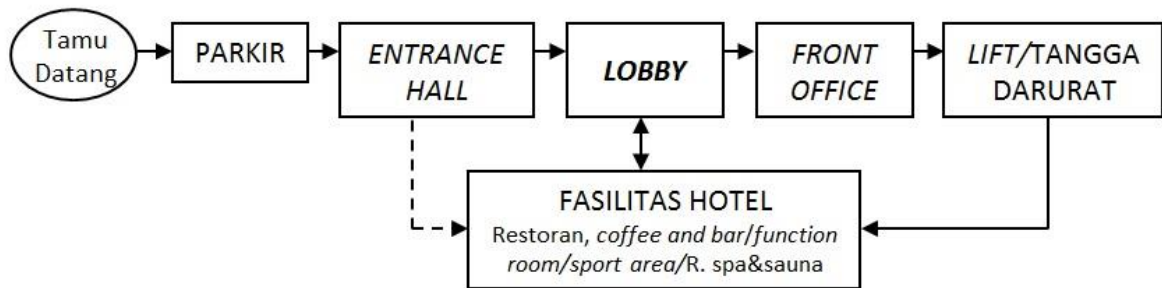 Tamu
Datang
PARKIR
ENTRANCE
HALL
LOBBY
FRONT
OFFICE
LIFT/TANGGA
DARURAT
FASILITAS HOTEL
Restoran, coffee and bar/function
room/sport area/R. spa&sauna